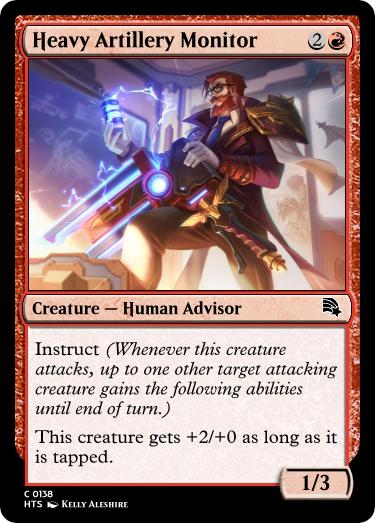 Heavy Artillery Monitor 2
Creature — Human Advisor
Instruct (Whenever this creature
attacks, up to one other target attacking
creature gains the following abilities
until end of turn.)
This creature gets +2/+0 as long as it
is tapped.
1/3
C 0138
HTS Kelly Aleshire